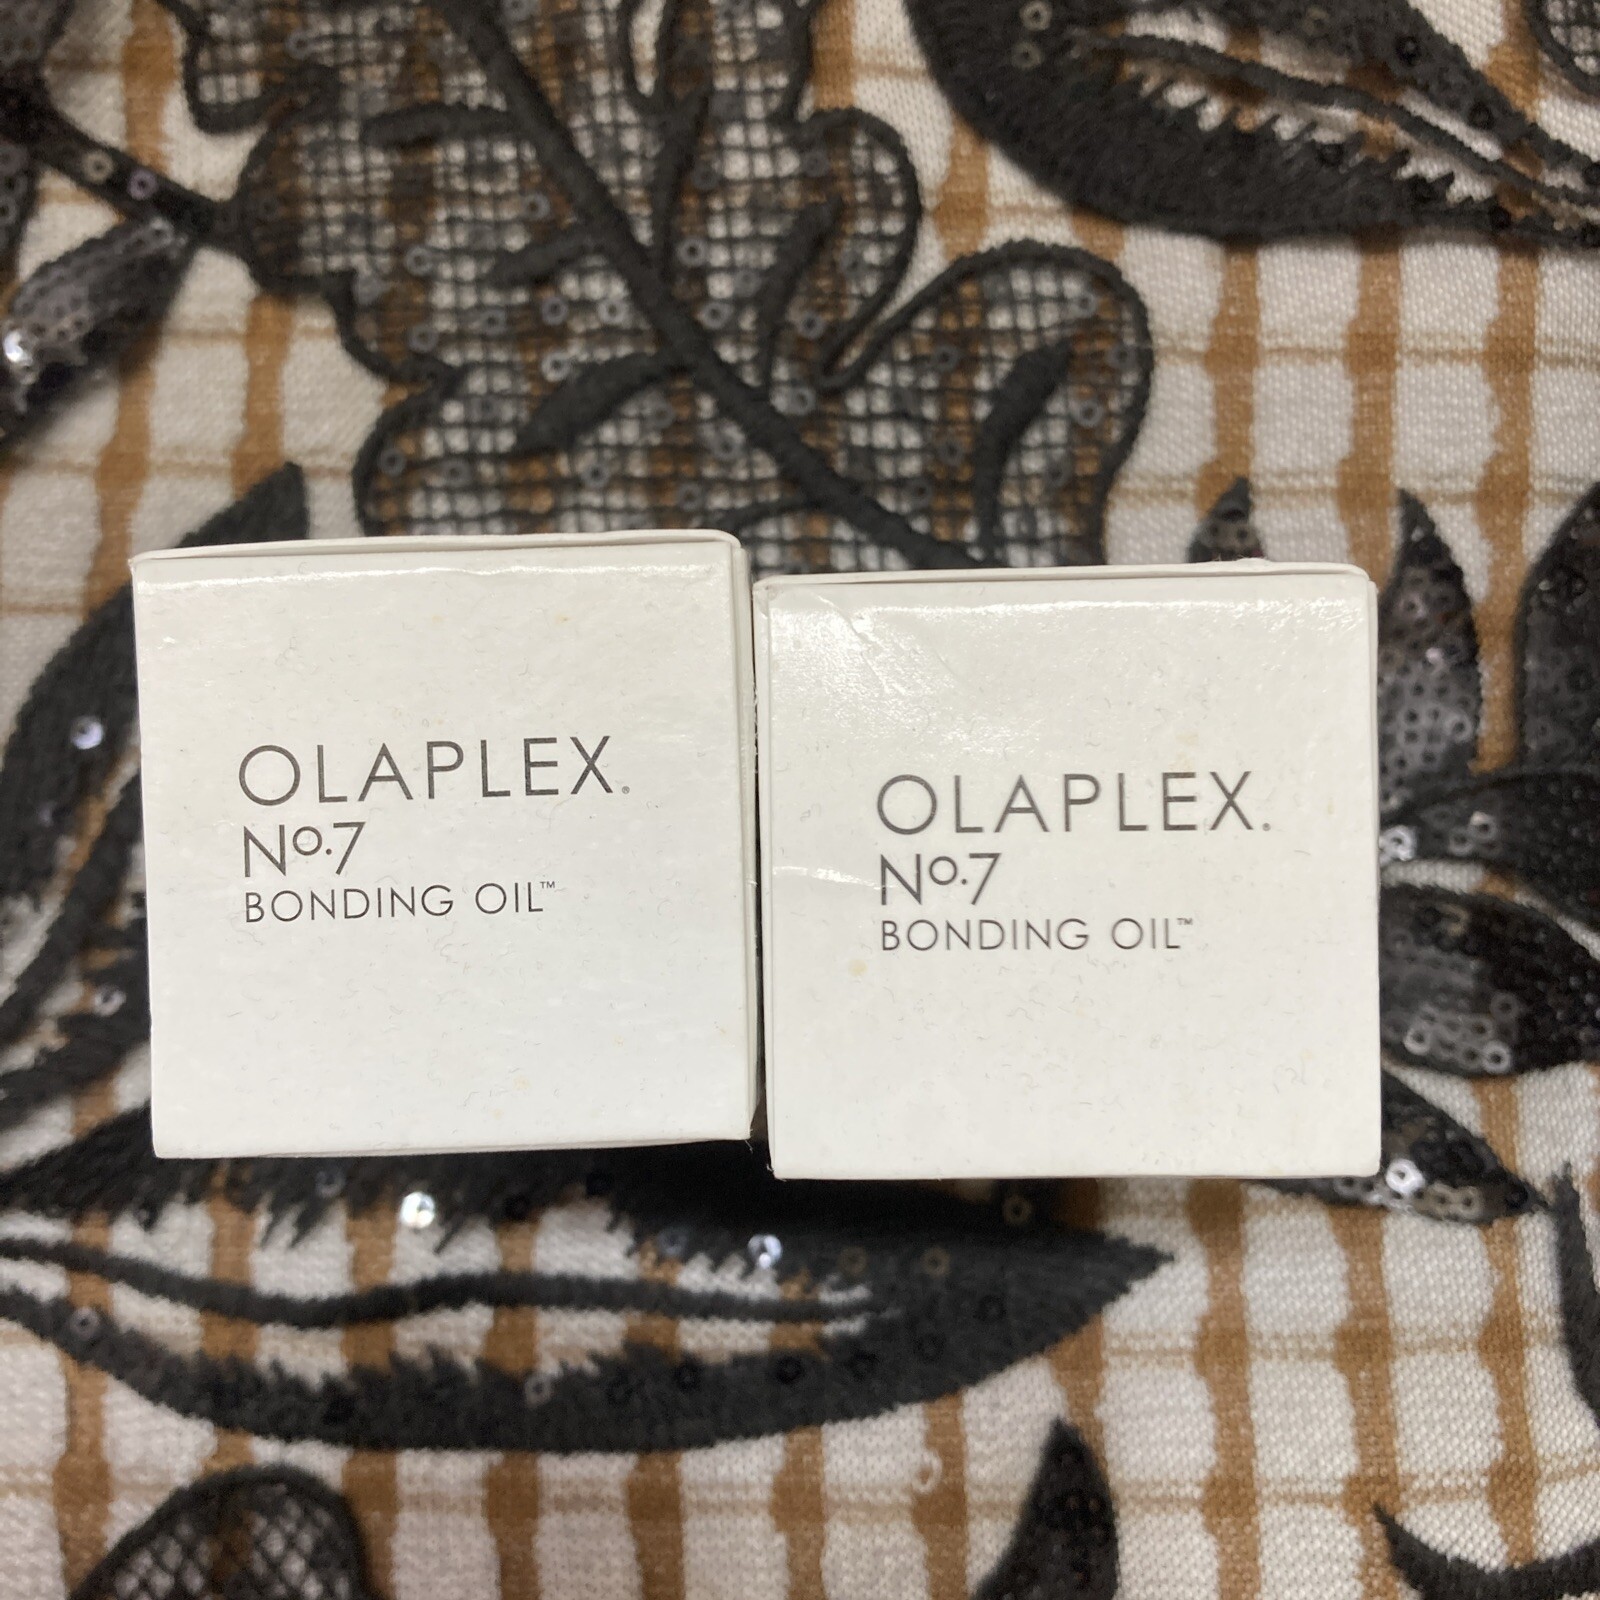 OLAPLEX.
No.7
BONDING OIL™
OLAPLEX.
No.7
BONDING OIL™